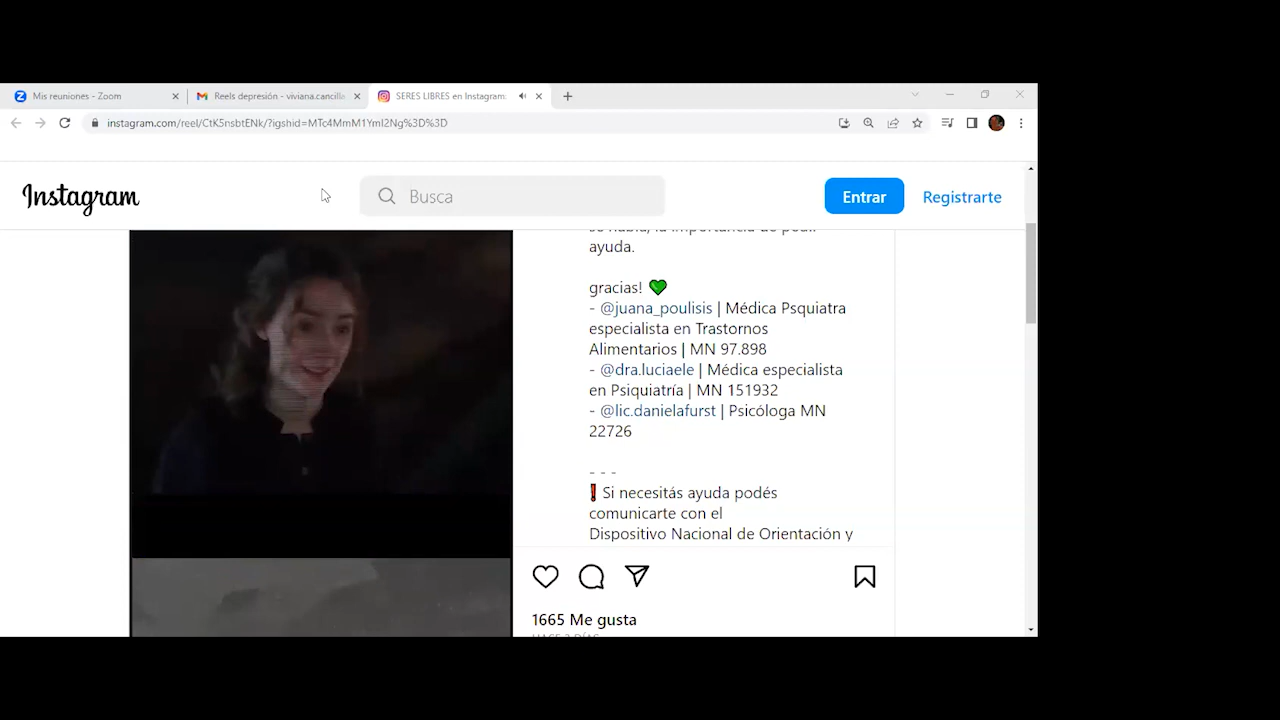 Mis reuniones - Zoom
Reels depresión - viviana.cancilla
SERES LIBRES en Instagram:
instagram.com/reel/CtK5nsbtENk/?igshid=MTc4MmM1YmI2Ng%3D%3D
Instagram
Busca
Entrar
Registrarte
ayuda.
gracias! 💚
- @juana_poulisis | Médica Psquiatra
especialista en Trastornos
Alimentarios | MN 97.898
- @dra.luciaele | Médica especialista
en Psiquiatría | MN 151932
- @lic.danielafurst | Psicóloga MN
22726
- - -
❗Si necesitás ayuda podés
comunicarte con el
Dispositivo Nacional de Orientación y
1665 Me gusta